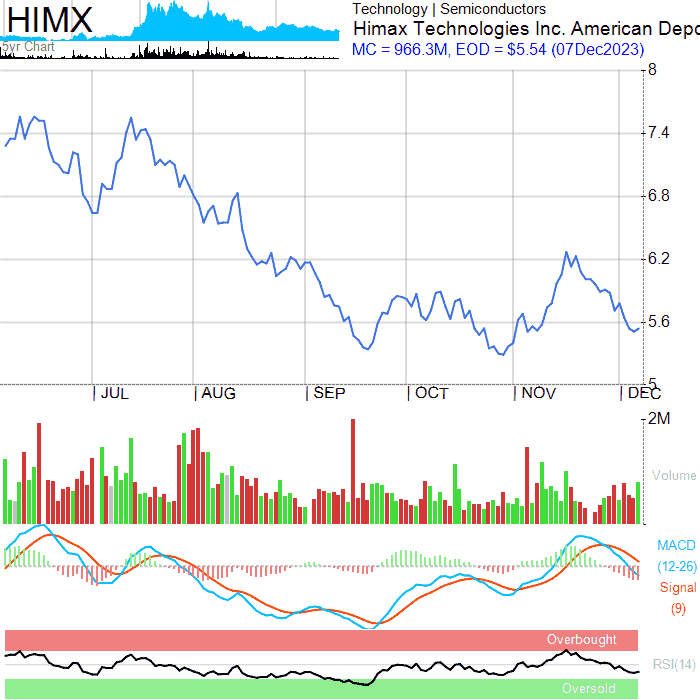 HIMX
5yr Chart
Technology | Semiconductors
Himax Technologies Inc. American Depo
MC = 966.3M, EOD = $5.54 (07Dec2023)
8
7.4
6.8
6.2
5.6
5
JUL
AUG
SEP
OCT
NOV
DEC
2M
Volume
MACD
(12-26)
Signal
(9)
Overbought
RSI(14)
Oversold